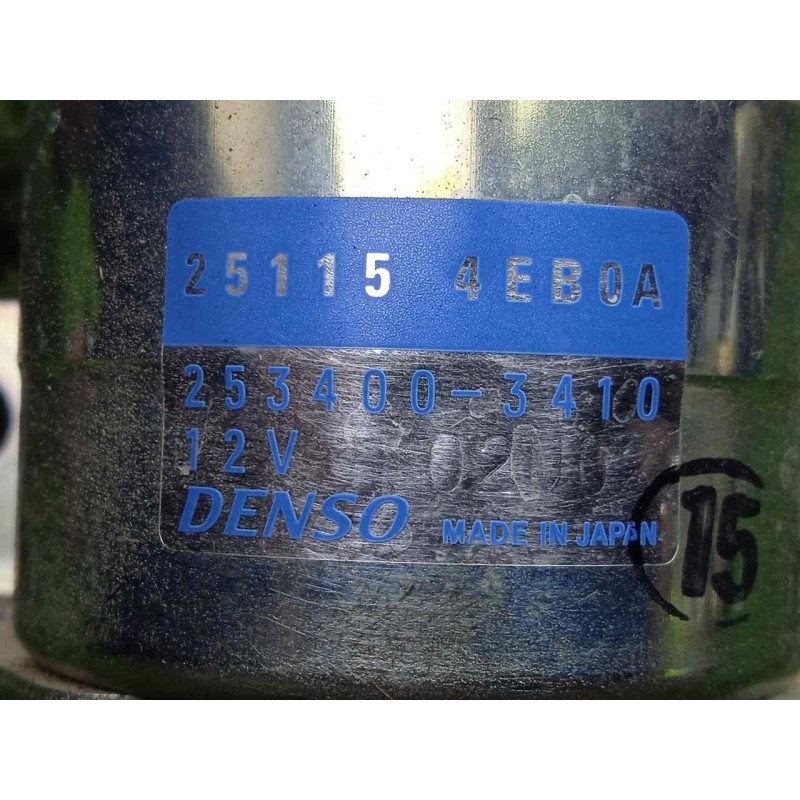 25115 4EB0A
253400-3410
12V
DENSO MADE IN JAPAN
15